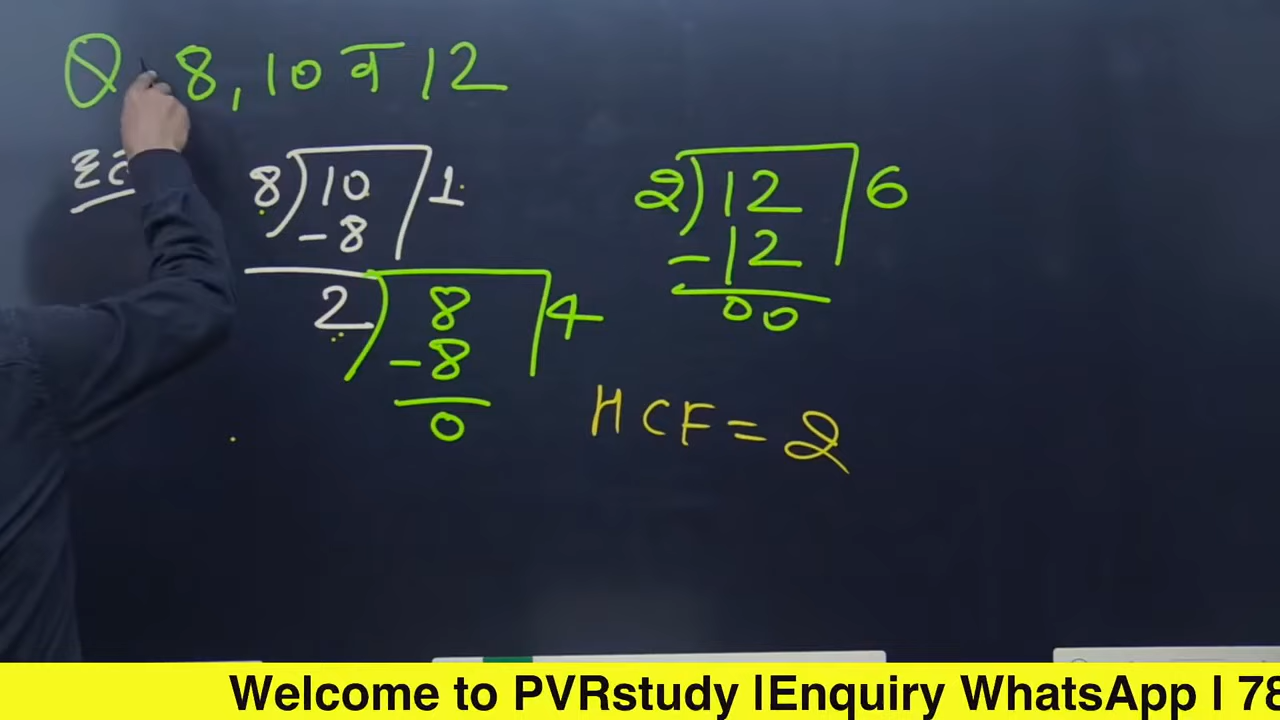 Q. 8, 10 व 12
8) 10 ( 1
-8
2) 8 ( 4
-8
0
2) 12 ( 6
-12
00
HCF = 2
Welcome to PVRstudy |Enquiry WhatsApp | 78